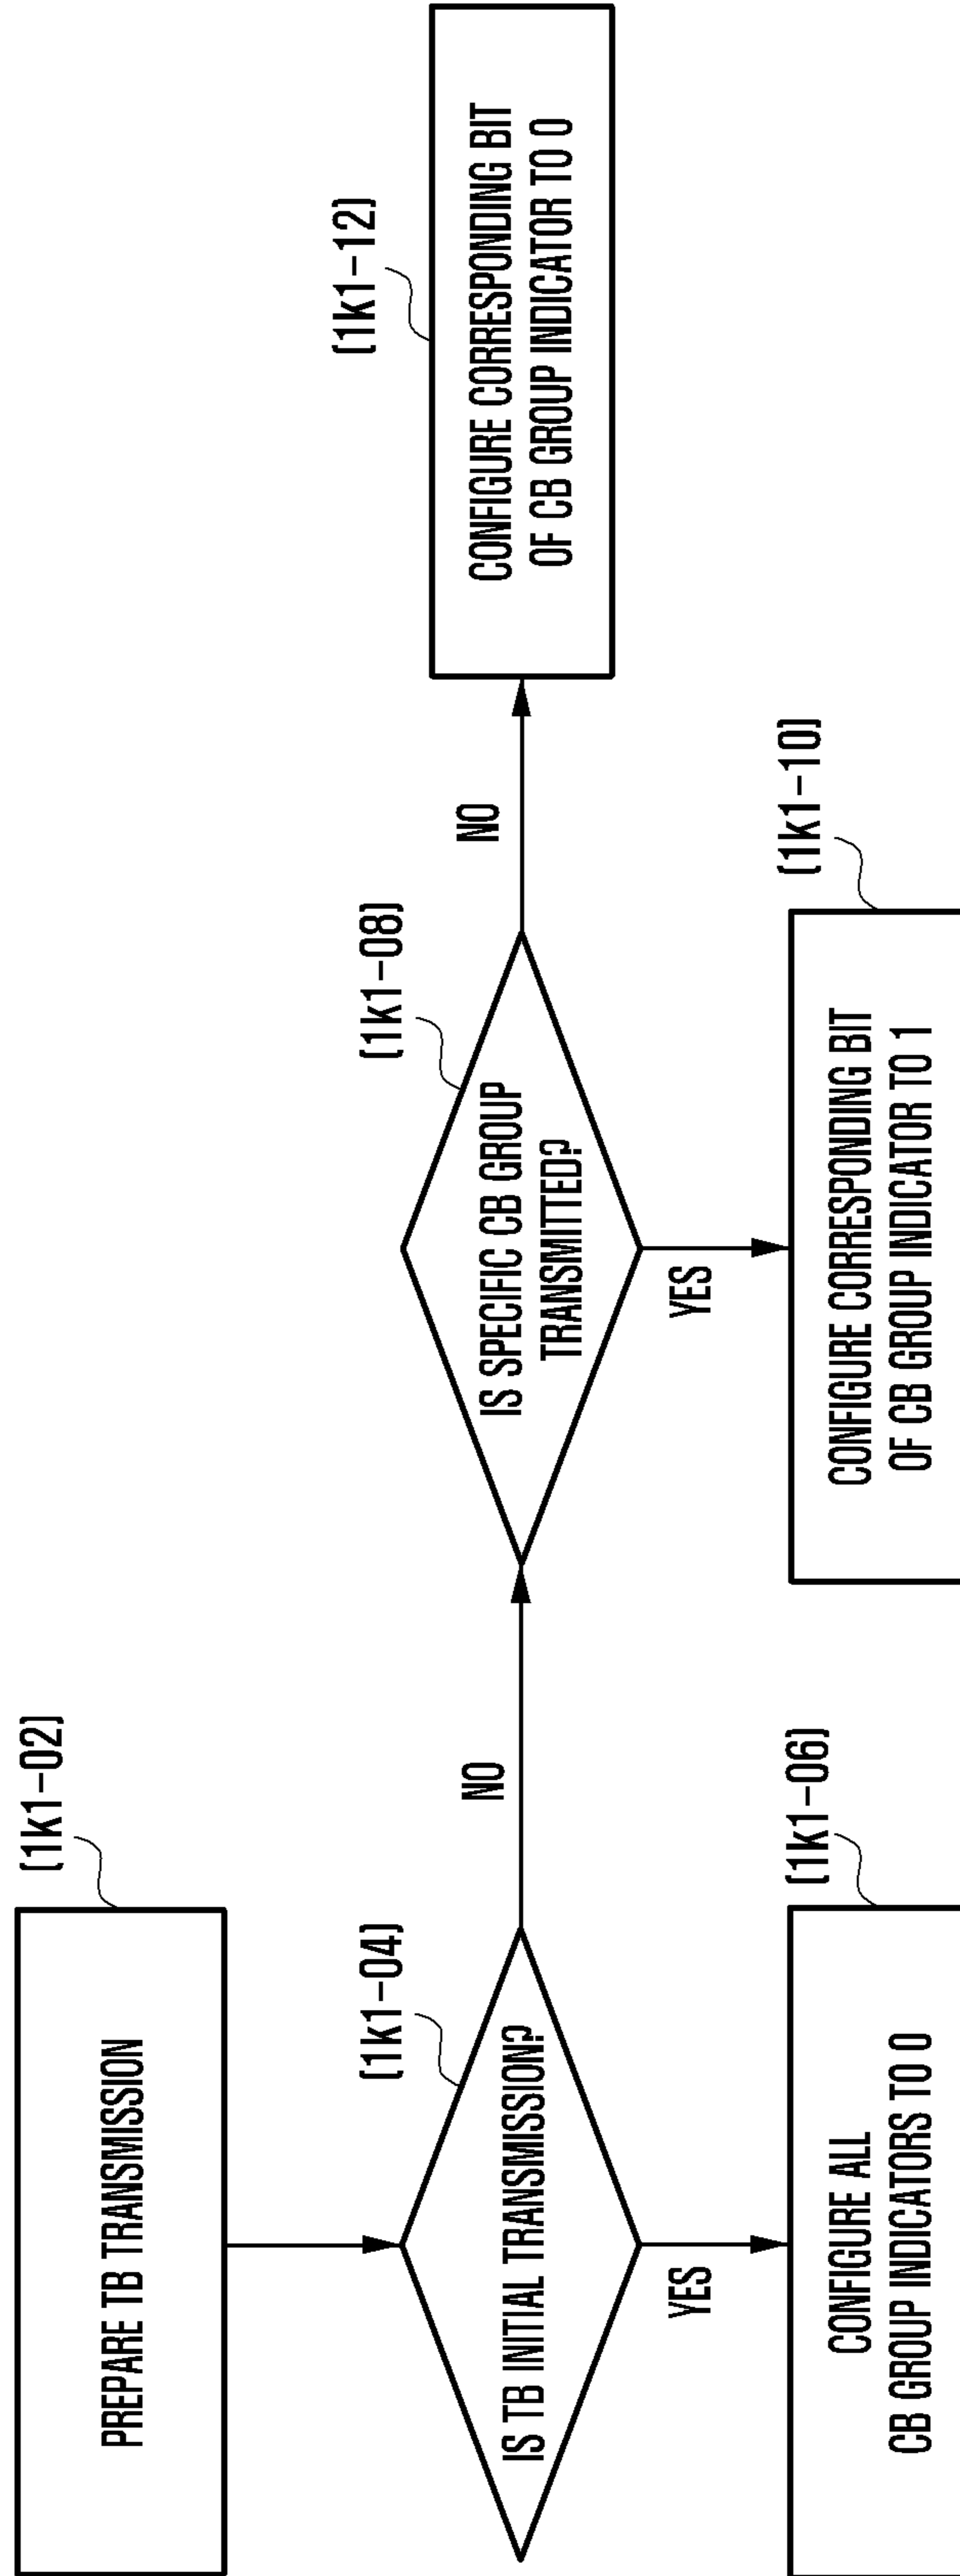 PREPARE TB TRANSMISSION
(1k1-02)
IS TB INITIAL TRANSMISSION?
(1k1-04)
NO
YES
CONFIGURE ALL
CB GROUP INDICATORS TO 0
(1k1-06)
IS SPECIFIC CB GROUP
TRANSMITTED?
(1k1-08)
NO
YES
CONFIGURE CORRESPONDING BIT
OF CB GROUP INDICATOR TO 1
(1k1-10)
CONFIGURE CORRESPONDING BIT
OF CB GROUP INDICATOR TO 0
(1k1-12)